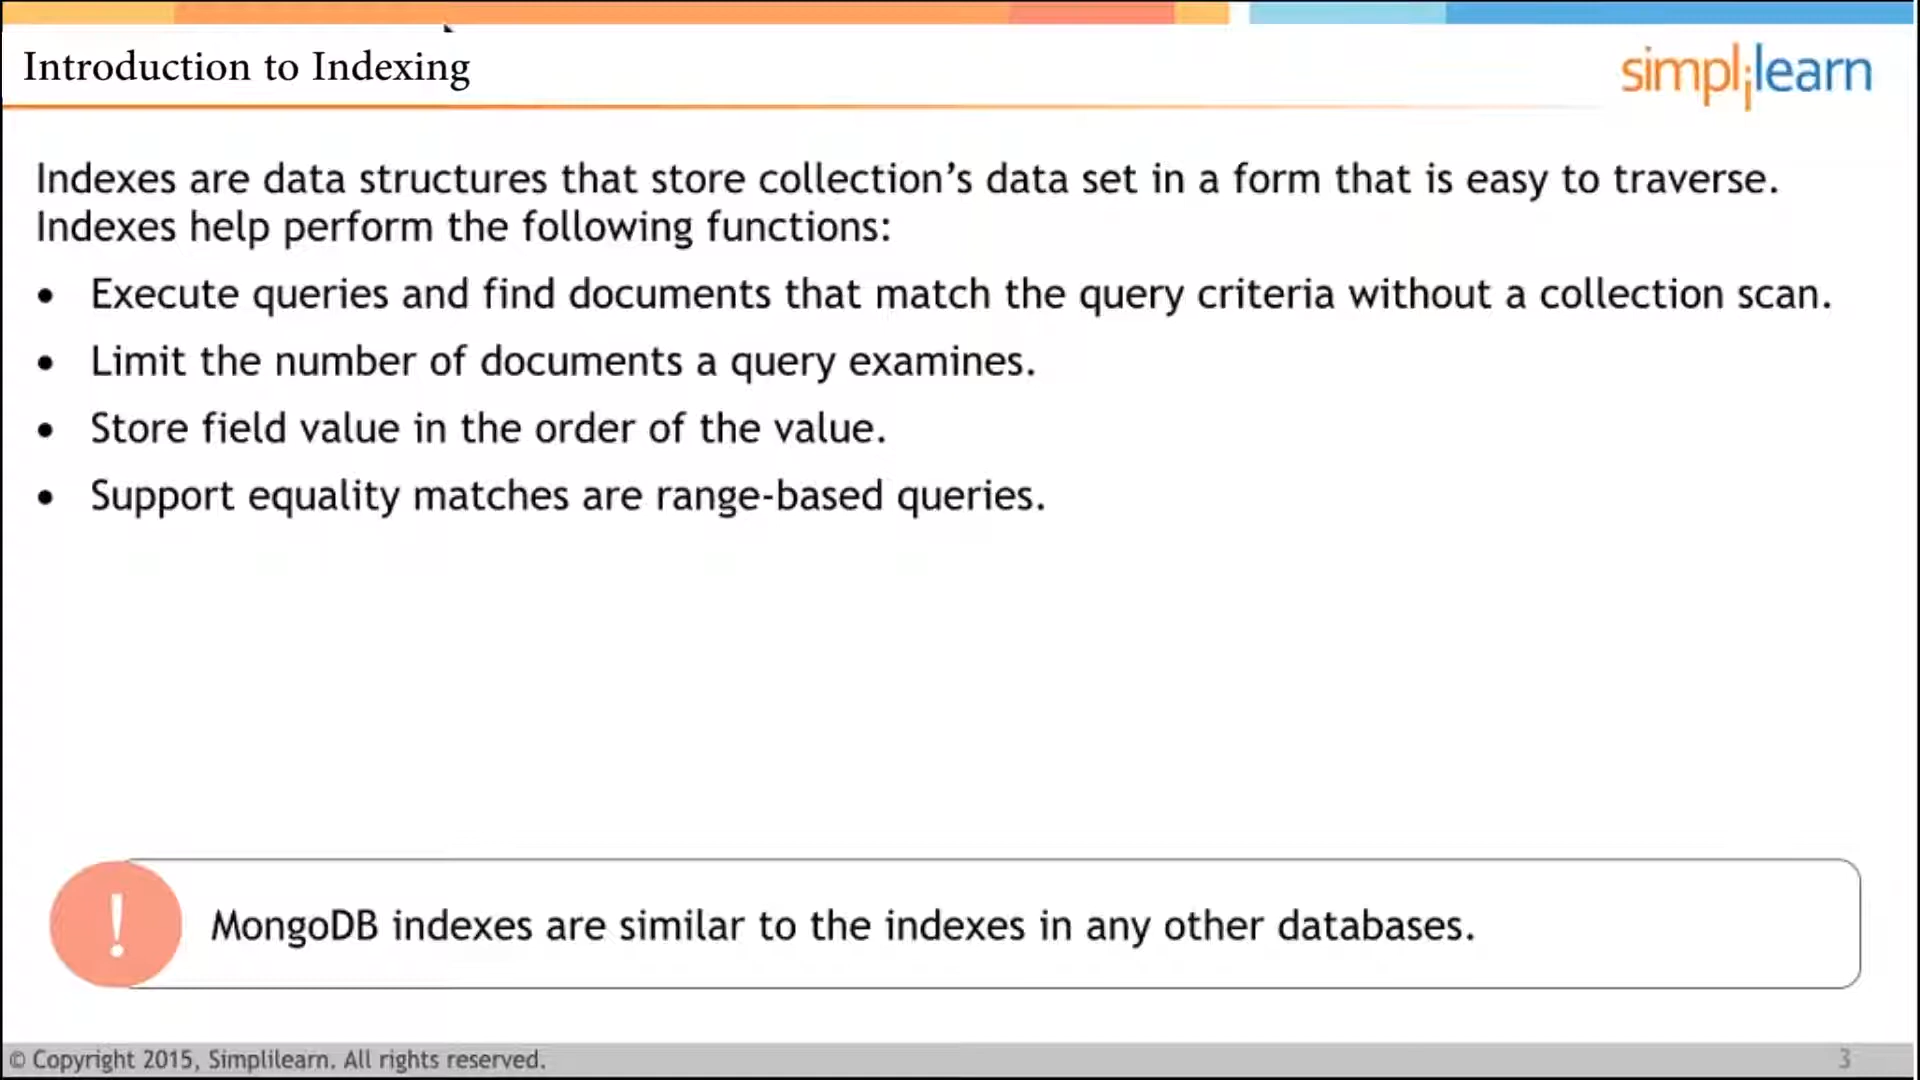 Introduction to Indexing
simplilearn
Indexes are data structures that store collection’s data set in a form that is easy to traverse.
Indexes help perform the following functions:
• Execute queries and find documents that match the query criteria without a collection scan.
• Limit the number of documents a query examines.
• Store field value in the order of the value.
• Support equality matches are range-based queries.
! MongoDB indexes are similar to the indexes in any other databases.
© Copyright 2015, Simplilearn. All rights reserved.
3